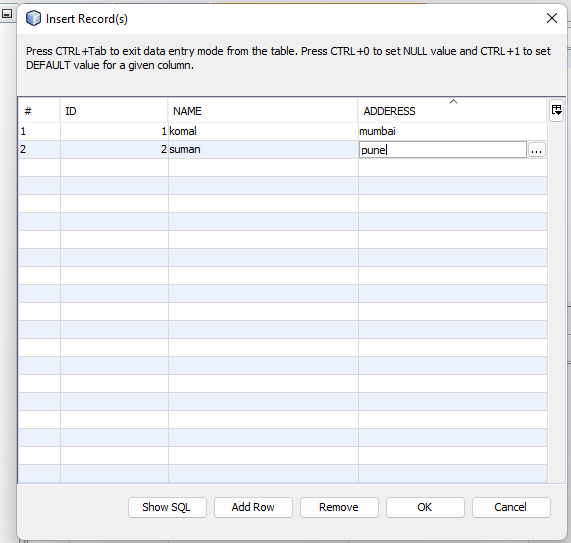 Insert Record(s)
Press CTRL+Tab to exit data entry mode from the table. Press CTRL+0 to set NULL value and CTRL+1 to set
DEFAULT value for a given column.
# ID NAME ADDERESS
1 1 komal mumbai
2 2 suman pune ...
Show SQL Add Row Remove OK Cancel